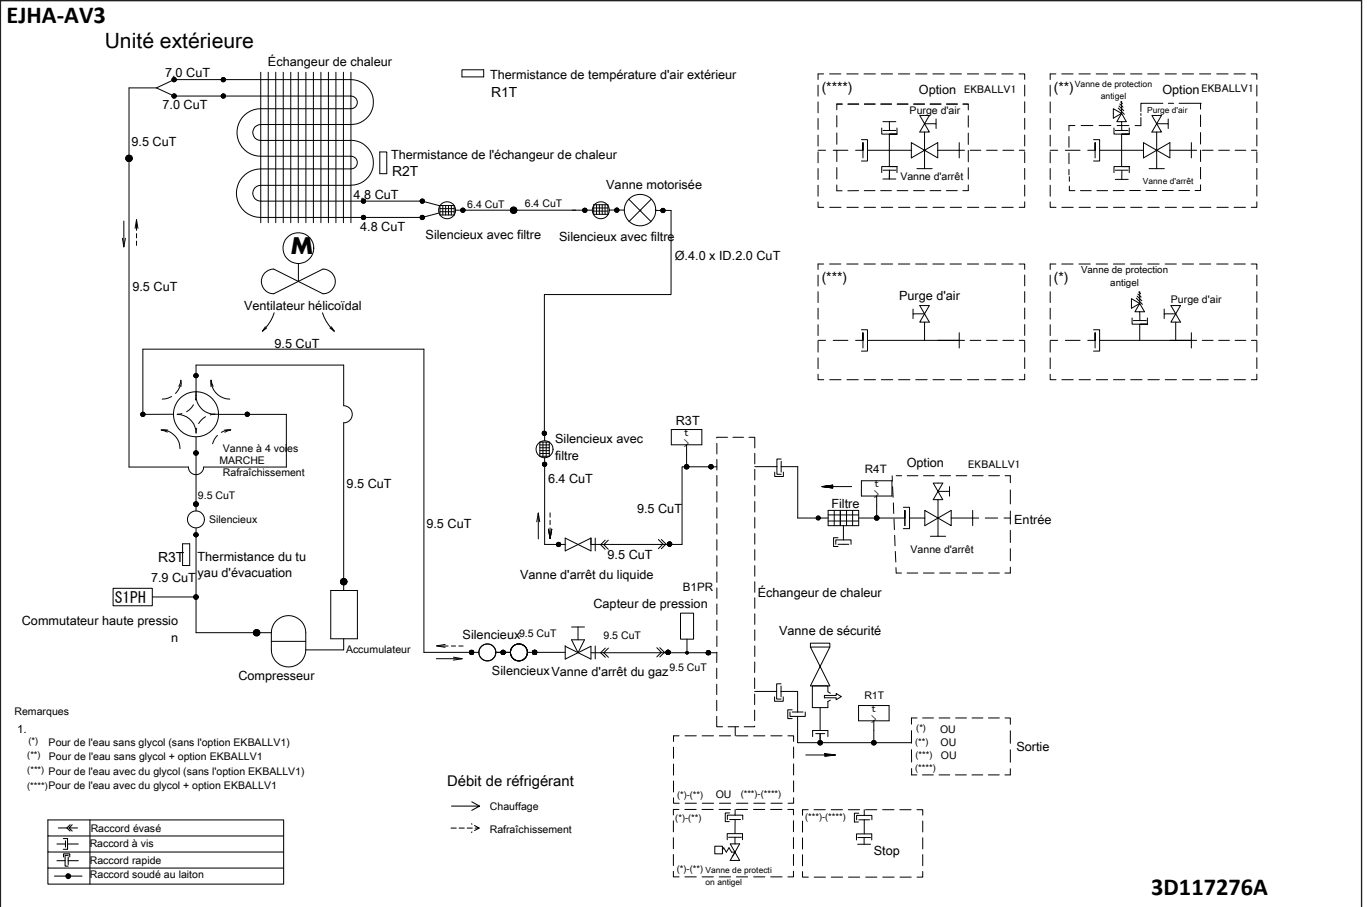 EJHA-AV3
Unité extérieure
Échangeur de chaleur
7.0 CuT
7.0 CuT
9.5 CuT
Thermistance de température d'air extérieur
R1T
Thermistance de l'échangeur de chaleur
R2T
4.8 CuT
4.8 CuT
6.4 CuT
6.4 CuT
Vanne motorisée
Silencieux avec filtre
Silencieux avec filtre
M
Ø.4.0 x ID.2.0 CuT
9.5 CuT
Ventilateur hélicoïdal
9.5 CuT
(****)
Option EKBALLV1
Purge d'air
Vanne d'arrêt
(**)
Vanne de protection
antigel
Option EKBALLV1
Purge d'air
Vanne d'arrêt
(***)
Purge d'air
(*)
Vanne de protection
antigel
Purge d'air
Vanne à 4 voies
MARCHE
Rafraîchissement
9.5 CuT
9.5 CuT
Silencieux
R3T
Thermistance du tu
yau d'évacuation
7.9 CuT
S1PH
Commutateur haute pressio
n
Compresseur
Accumulateur
9.5 CuT
Silencieux avec
filtre
6.4 CuT
R3T
t
9.5 CuT
9.5 CuT
Vanne d'arrêt du liquide
B1PR
Capteur de pression
Silencieux
9.5 CuT
9.5 CuT
Silencieux
Vanne d'arrêt du gaz
9.5 CuT
Échangeur de chaleur
R4T
t
Filtre
Option EKBALLV1
Vanne d'arrêt
Entrée
Vanne de sécurité
R1T
t
(*) OU
(**) OU
(***) OU
(****)
Sortie
(*)-(**) OU (***)-(****)
(*)-(**)
(*)-(**) Vanne de protecti
on antigel
(***)-(****)
Stop
Remarques
1.
(*) Pour de l'eau sans glycol (sans l'option EKBALLV1)
(**) Pour de l'eau sans glycol + option EKBALLV1
(***) Pour de l'eau avec du glycol (sans l'option EKBALLV1)
(****) Pour de l'eau avec du glycol + option EKBALLV1
Débit de réfrigérant
Chauffage
Rafraîchissement
Raccord évasé
Raccord à vis
Raccord rapide
Raccord soudé au laiton
3D117276A